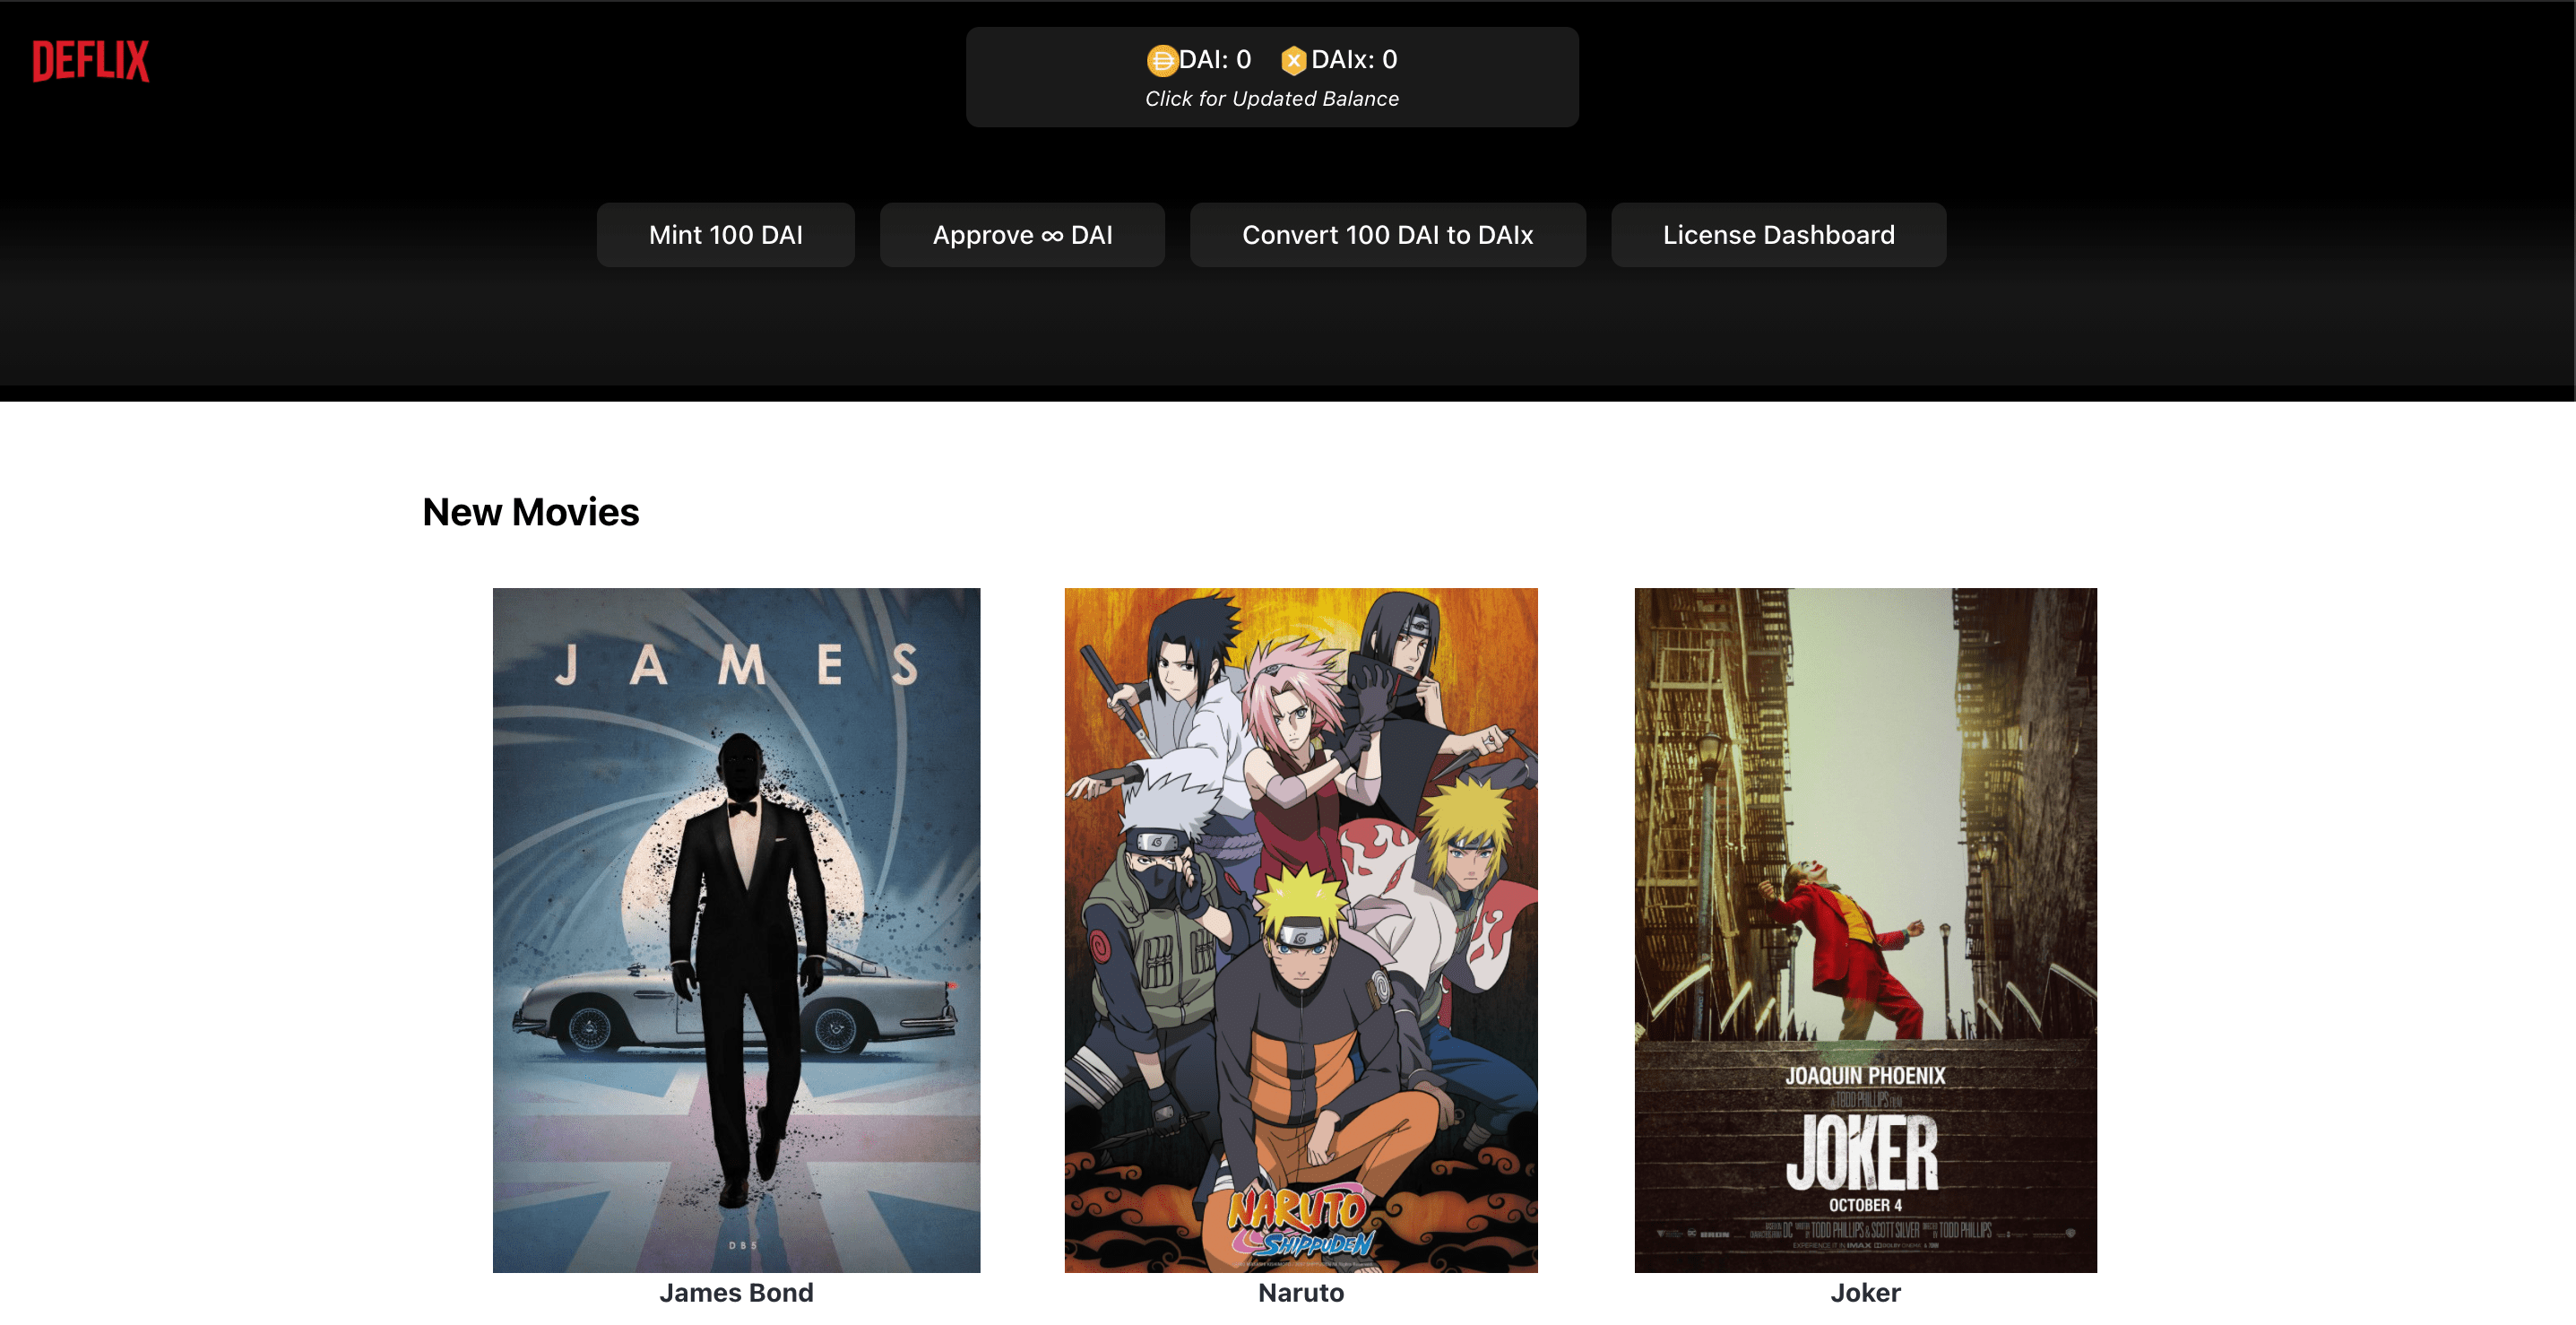 DEFLIX
DAI: 0 DAIx: 0
Click for Updated Balance
Mint 100 DAI Approve ∞ DAI Convert 100 DAI to DAIx License Dashboard
New Movies
JAMES
DB5
James Bond
NARUTO
SHIPPUDEN
Naruto
JOAQUIN PHOENIX
A TODD PHILLIPS FILM
JOKER
OCTOBER 4
TODD PHILLIPS & SCOTT SILVER
TODD PHILLIPS
Joker